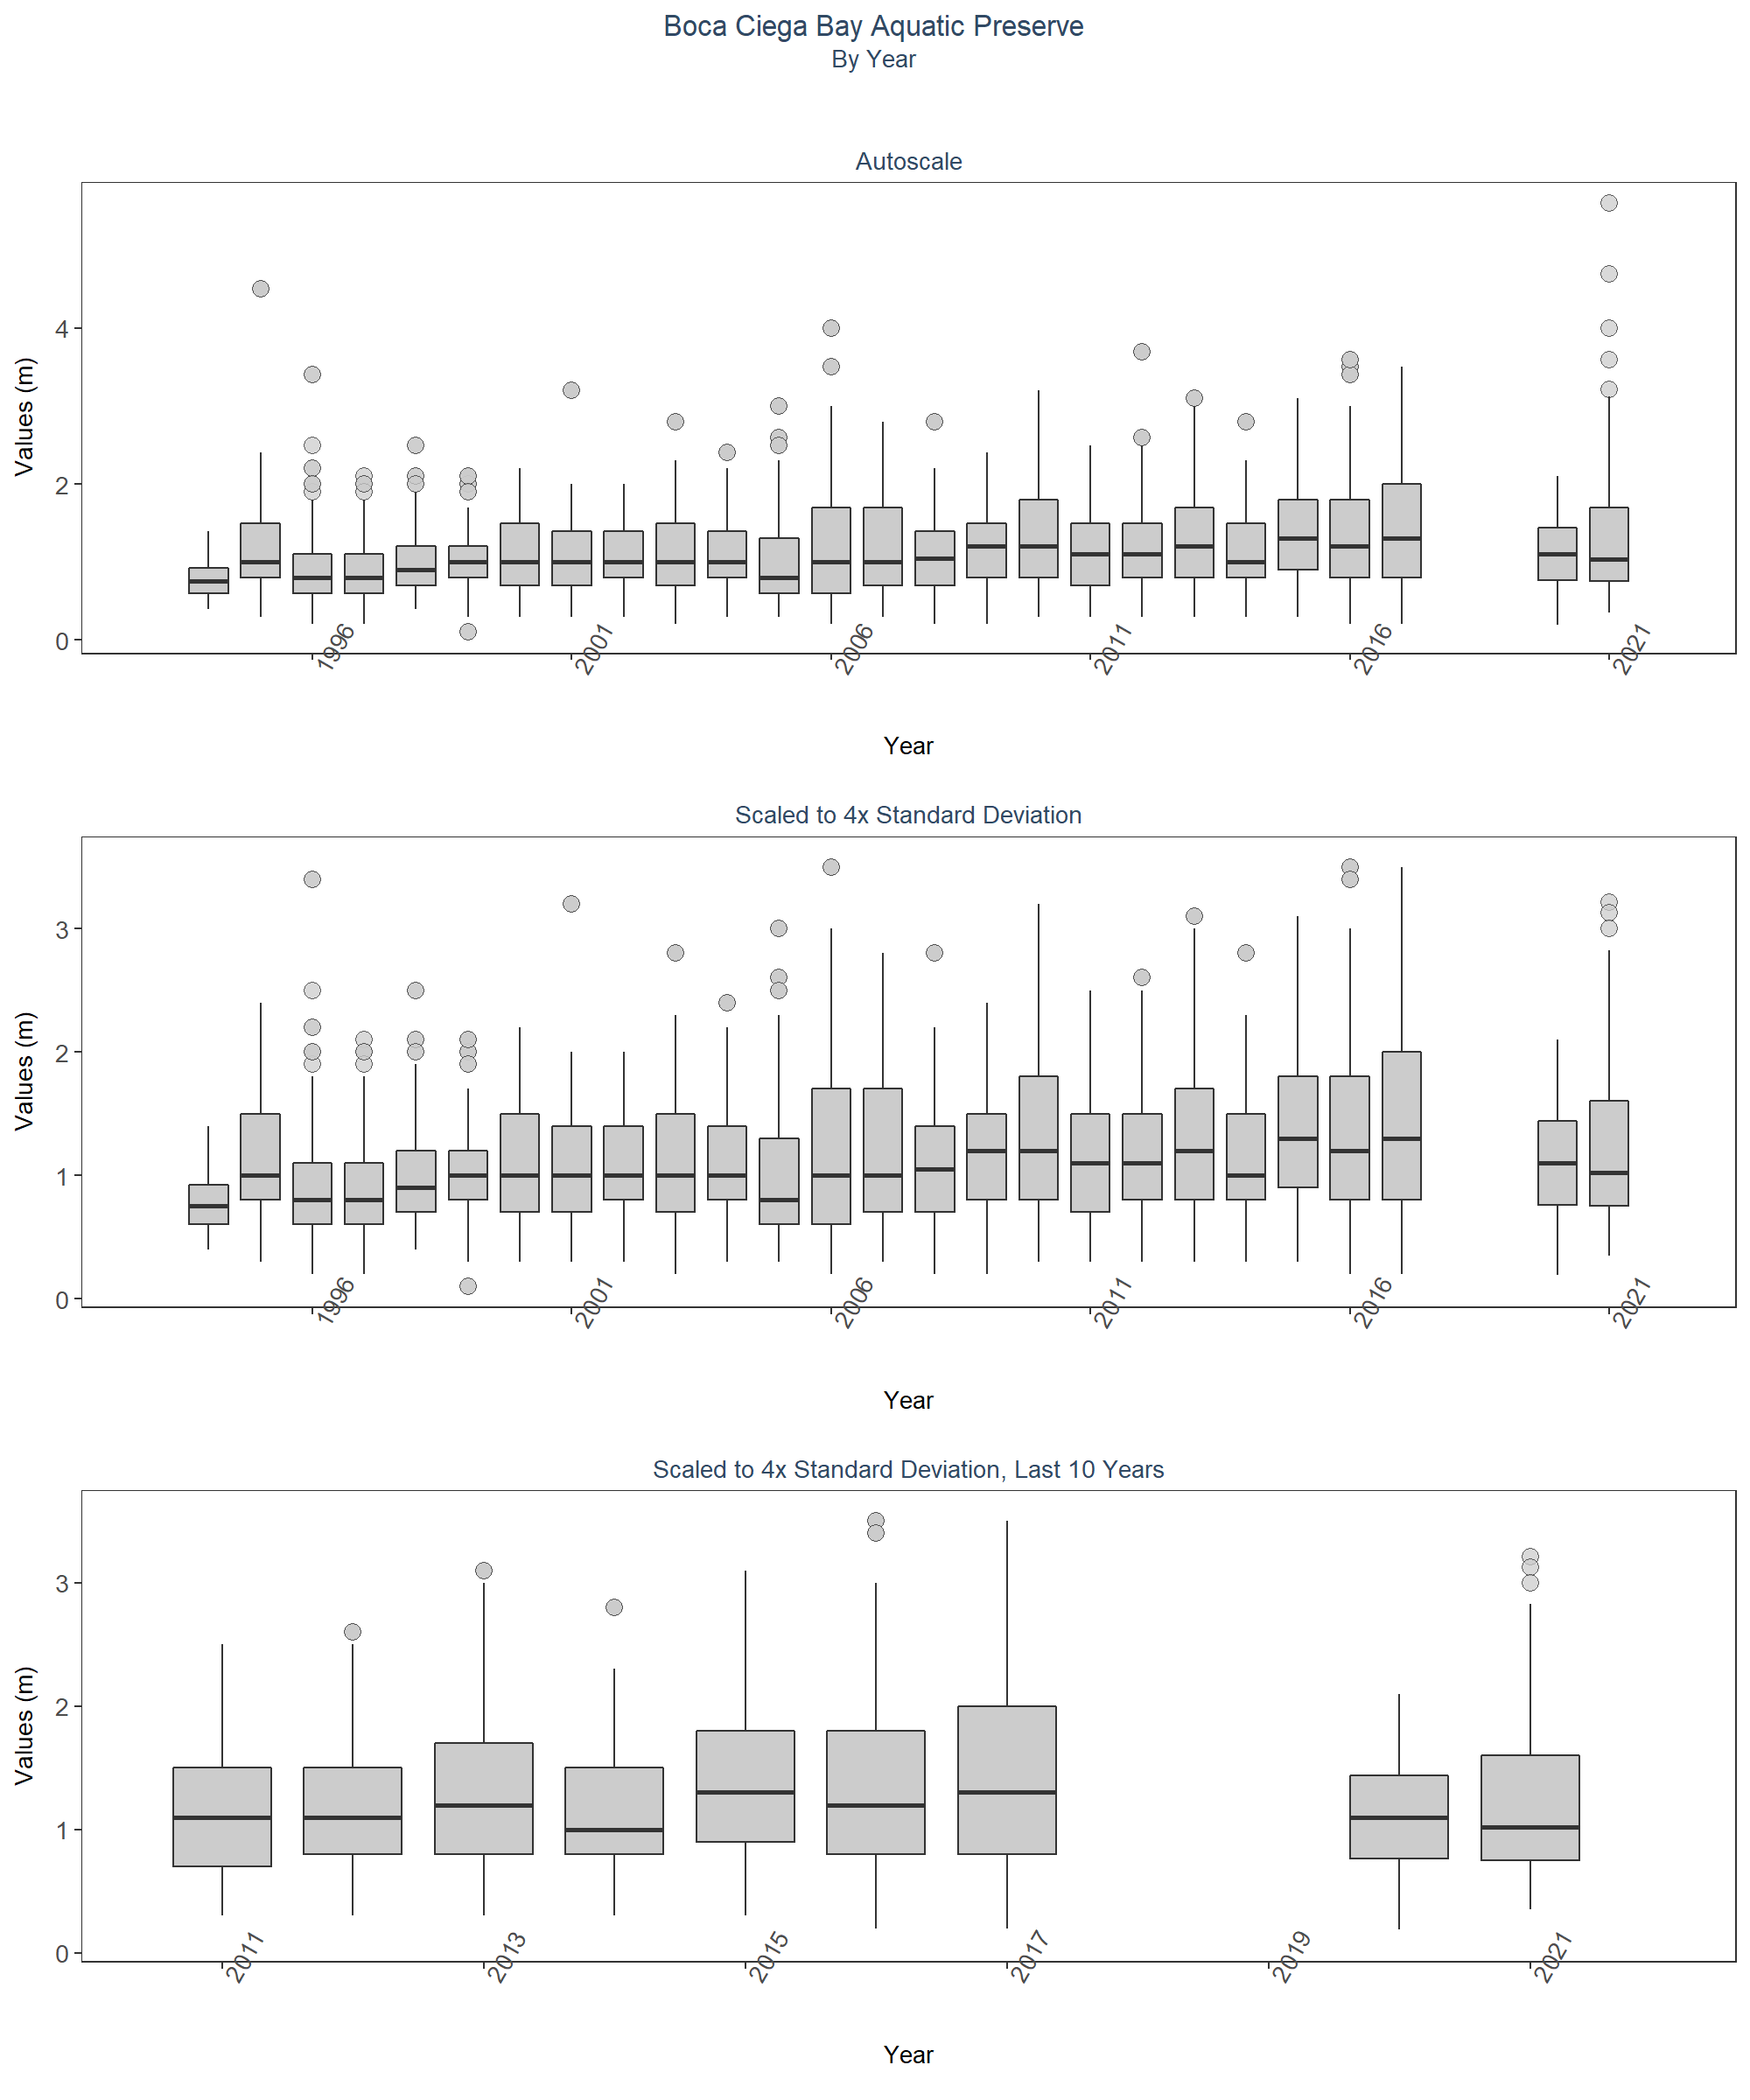 Boca Ciega Bay Aquatic Preserve
By Year
Autoscale
Values (m)
4
2
0
1996
2001
2006
2011
2016
2021
Year
Scaled to 4x Standard Deviation
Values (m)
3
2
1
0
1996
2001
2006
2011
2016
2021
Year
Scaled to 4x Standard Deviation, Last 10 Years
Values (m)
3
2
1
0
2011
2013
2015
2017
2019
2021
Year